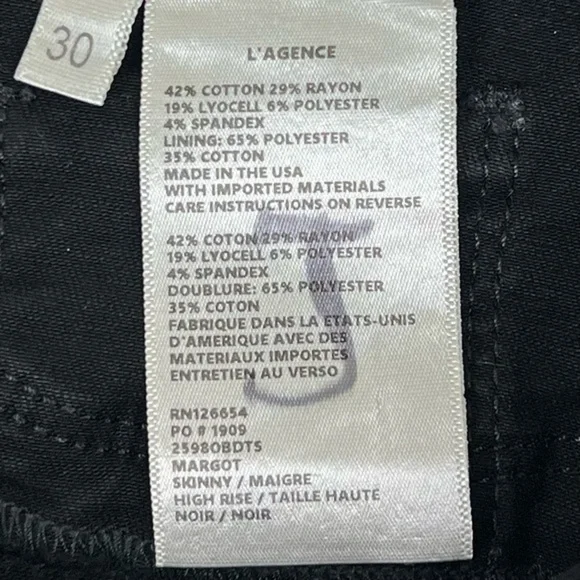 30
L'AGENCE
42% COTTON 29% RAYON
19% LYOCELL 6% POLYESTER
4% SPANDEX
LINING: 65% POLYESTER
35% COTTON
MADE IN THE USA
WITH IMPORTED MATERIALS
CARE INSTRUCTIONS ON REVERSE
42% COTON 29% RAYON
19% LYOCELL 6% POLYESTER
4% SPANDEX
DOUBLURE: 65% POLYESTER
35% COTON
FABRIQUE DANS LA ETATS-UNIS
D'AMERIQUE AVEC DES
MATERIAUX IMPORTES
ENTRETIEN AU VERSO
RN126654
PO # 1909
2598OBDTS
MARGOT
SKINNY / MAIGRE
HIGH RISE / TAILLE HAUTE
NOIR / NOIR